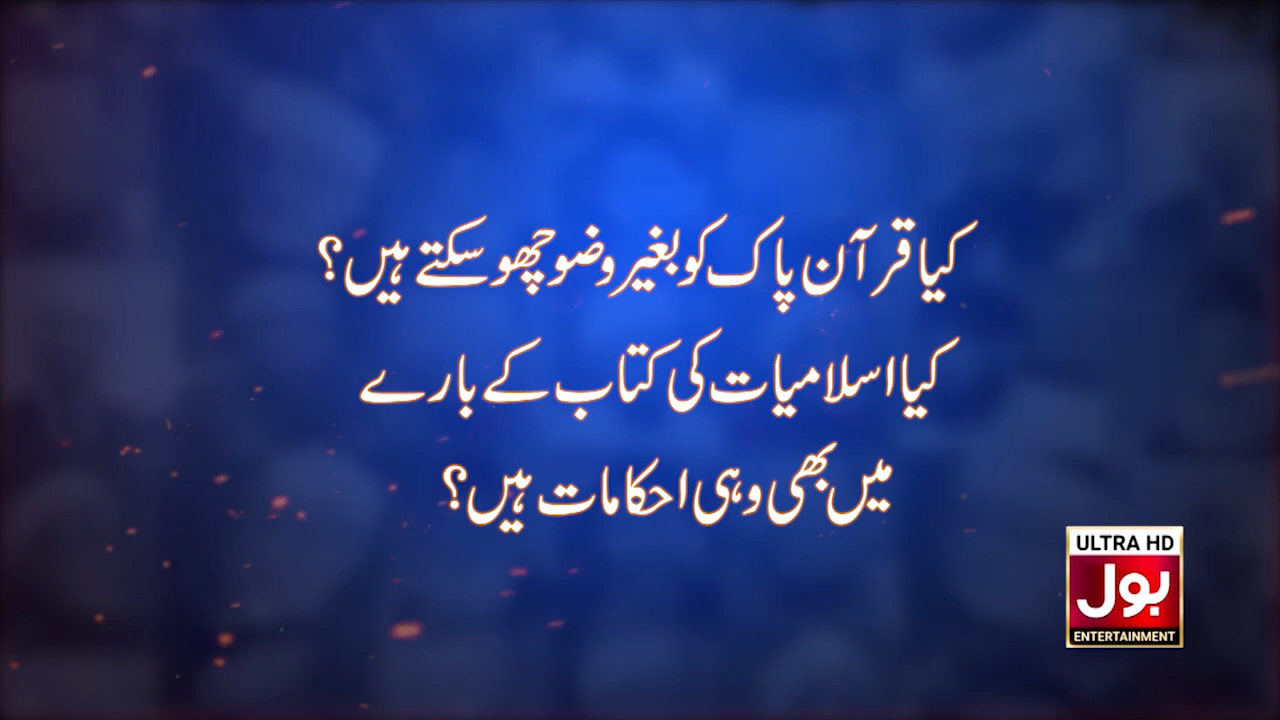 کیا قرآن پاک کو بغیر وضو چھو سکتے ہیں؟
کیا اسلامیات کی کتاب کے بارے
میں بھی وہی احکامات ہیں؟
ULTRA HD
بول
ENTERTAINMENT